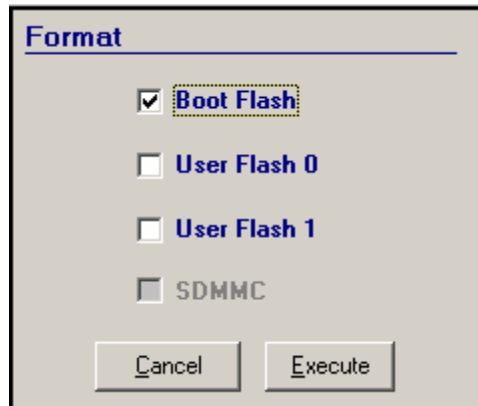 Format
Boot Flash
User Flash 0
User Flash 1
SDMMC
Cancel Execute